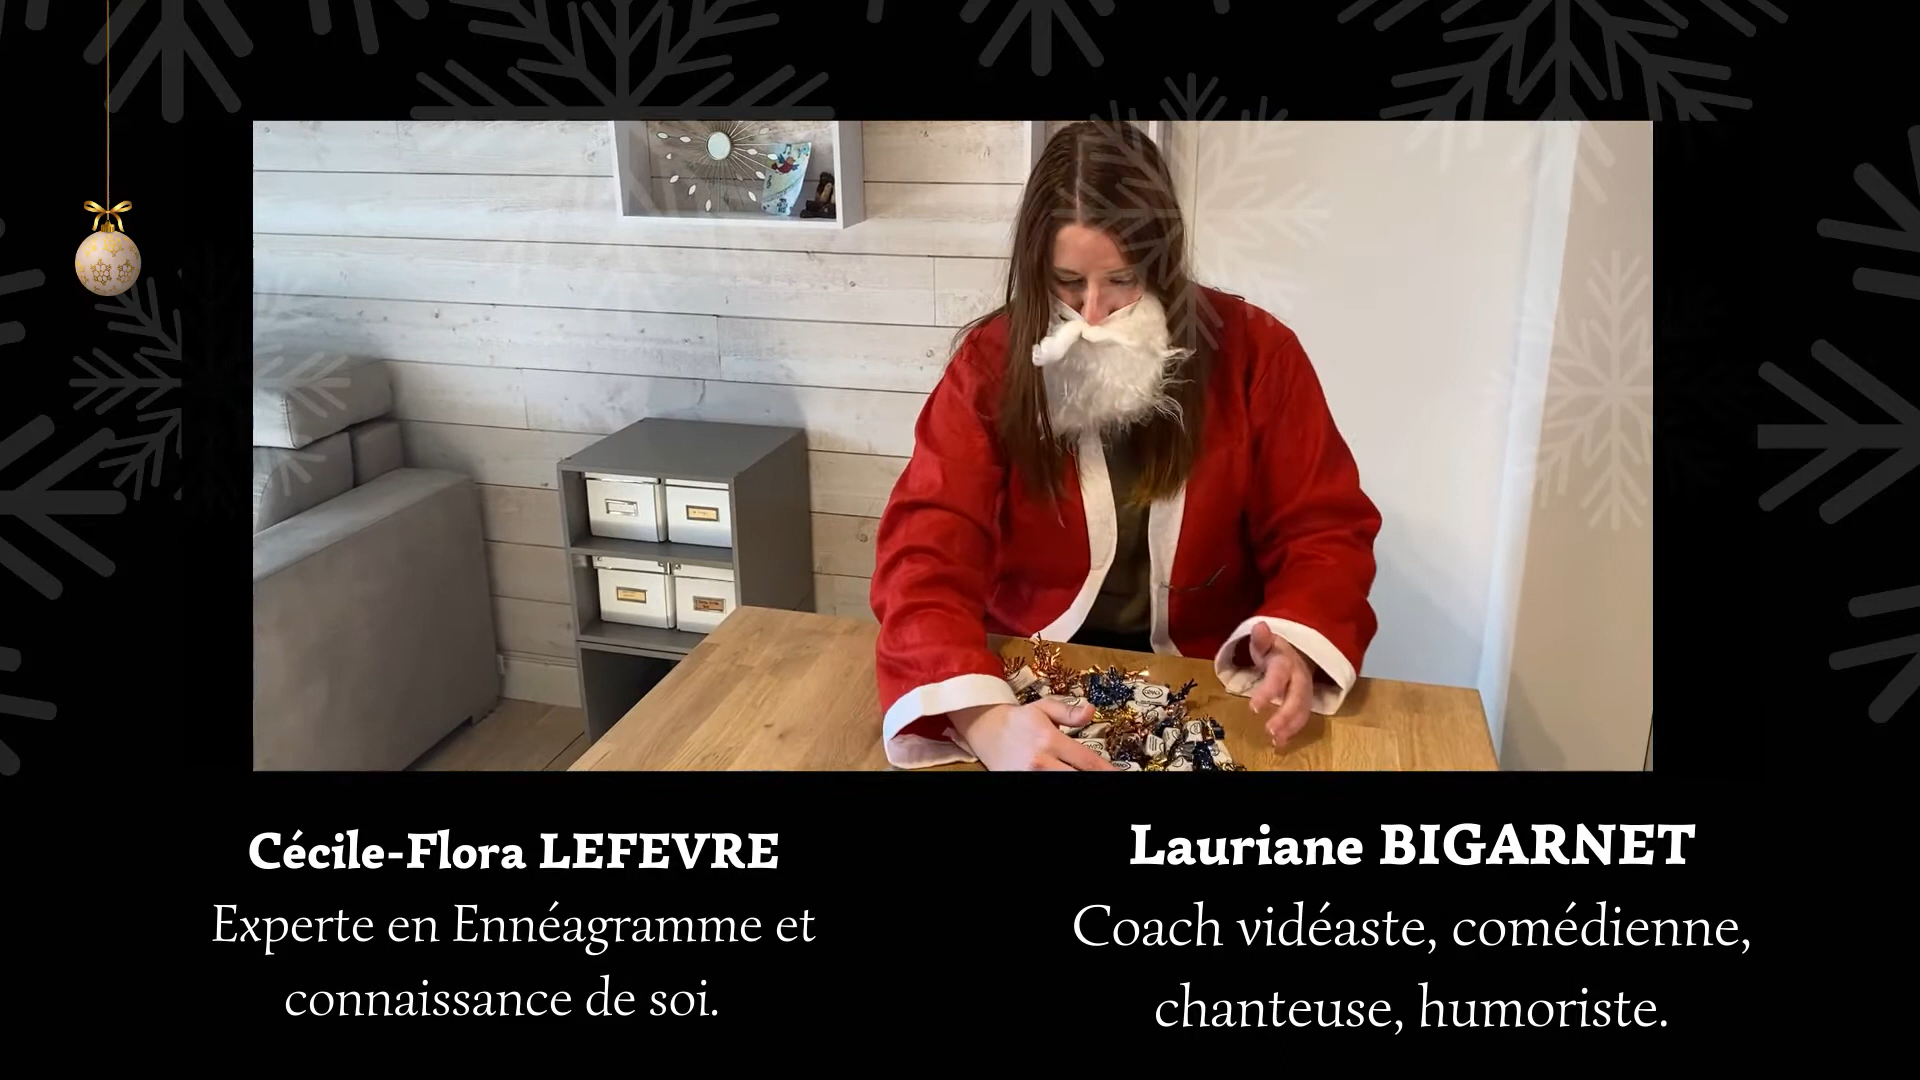 Cécile-Flora LEFEVRE
Experte en Ennéagramme et
connaissance de soi.
Lauriane BIGARNET
Coach vidéaste, comédienne,
chanteuse, humoriste.